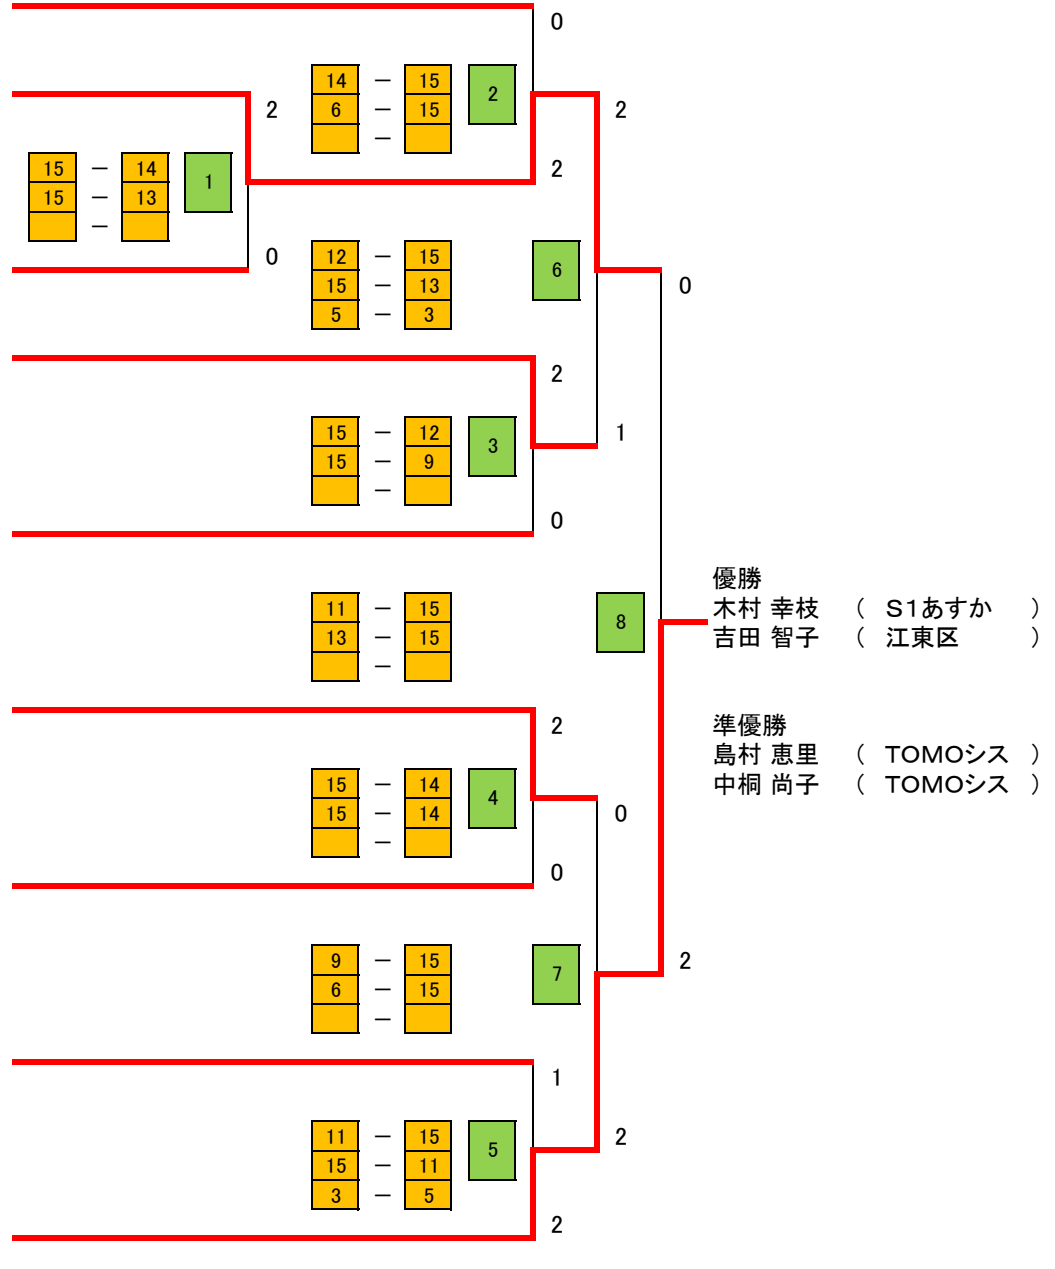 0
14 － 15 2
2 6 － 15 2
－
15 － 14 1 2
15 － 13
－
0 12 － 15 6
15 － 13 0
5 － 3
2
15 － 12 3 1
15 － 9
－
0
優勝
11 － 15 8 木村 幸枝 （ Ｓ１あすか ）
13 － 15 吉田 智子 （ 江東区 ）
－
2 準優勝
島村 恵里 （ ＴＯＭＯシス ）
15 － 14 4 中桐 尚子 （ ＴＯＭＯシス ）
15 － 14 0
－
0
9 － 15 7 2
6 － 15
－
1
11 － 15 5 2
15 － 11
3 － 5
2